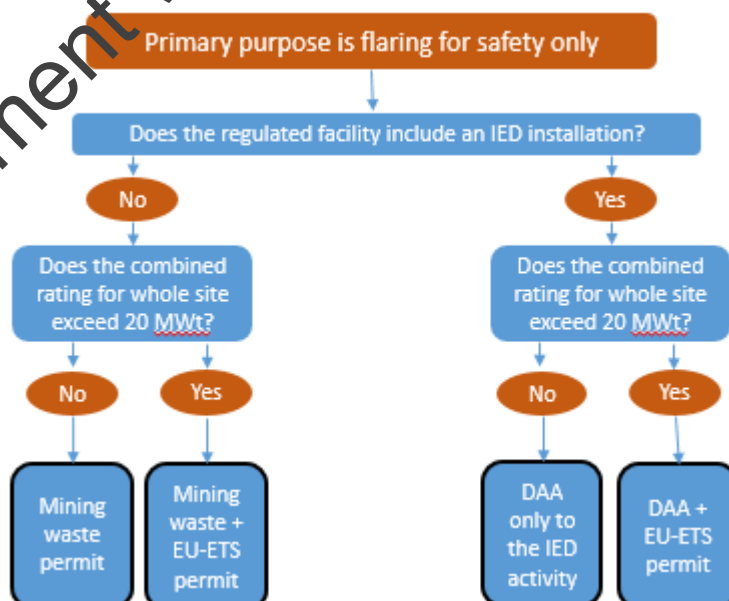 ment
Primary purpose is flaring for safety only
Does the regulated facility include an IED installation?
No
Yes
Does the combined
rating for whole site
exceed 20 MWt?
Does the combined
rating for whole site
exceed 20 MWt?
No
Yes
No
Yes
Mining
waste
permit
Mining
waste +
EU-ETS
permit
DAA
only to
the IED
activity
DAA +
EU-ETS
permit